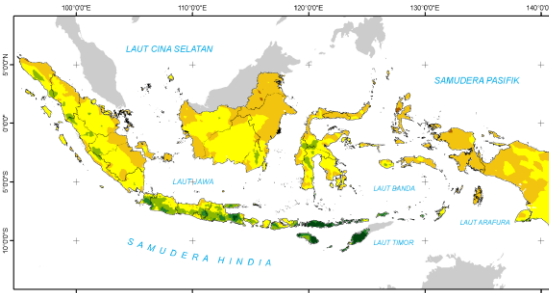 100°0'0"E 110°0'0"E 120°0'0"E 130°0'0"E 140°0'
LAUT CINA SELATAN
5°0'0"N
SAMUDERA PASIFIK
0°0'0"
LAUT JAWA
5°0'0"S
LAUT BANDA
LAUT ARAFURA
10°0'0"S
LAUT TIMOR
SAMUDERA HINDIA